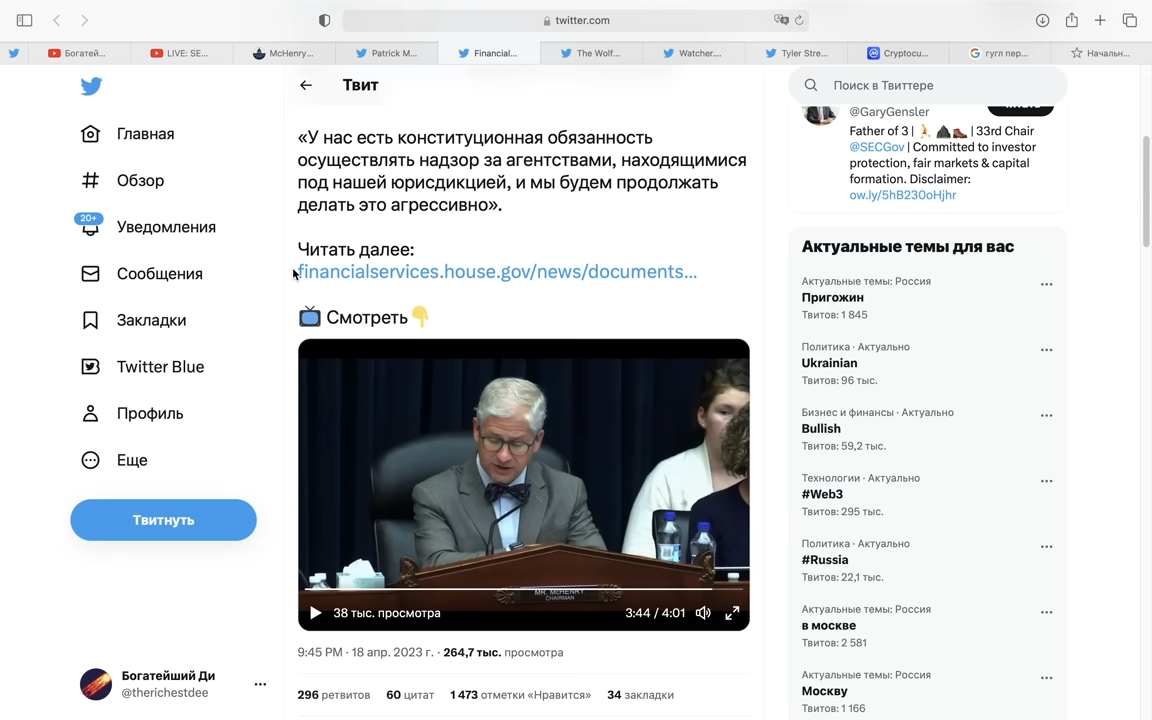 twitter.com
Богатей...
LIVE: SE...
McHenry...
Patrick M...
Financial...
The Wolf...
Watcher....
Tyler Stre...
Cryptocu...
гугл пер...
Начальн...
Твит
Поиск в Твиттере
Главная
Обзор
20+
Уведомления
Сообщения
Закладки
Twitter Blue
Профиль
Еще
Твитнуть
Богатейший Ди
@therichestdee
«У нас есть конституционная обязанность
осуществлять надзор за агентствами, находящимися
под нашей юрисдикцией, и мы будем продолжать
делать это агрессивно».
Читать далее:
financialservices.house.gov/news/documents...
Смотреть
MR. MCHENRY
CHAIRMAN
38 тыс. просмотра
3:44 / 4:01
9:45 PM · 18 апр. 2023 г. · 264,7 тыс. просмотра
296 ретвитов 60 цитат 1 473 отметки «Нравится» 34 закладки
@GaryGensler
Father of 3 | | 33rd Chair
@SECGov | Committed to investor
protection, fair markets & capital
formation. Disclaimer:
ow.ly/5hB230oHjhr
Актуальные темы для вас
Актуальные темы: Россия
Пригожин
Твитов: 1 845
Политика · Актуально
Ukrainian
Твитов: 96 тыс.
Бизнес и финансы · Актуально
Bullish
Твитов: 59,2 тыс.
Технологии · Актуально
#Web3
Твитов: 295 тыс.
Политика · Актуально
#Russia
Твитов: 22,1 тыс.
Актуальные темы: Россия
в москве
Твитов: 2 581
Актуальные темы: Россия
Москву
Твитов: 1 166